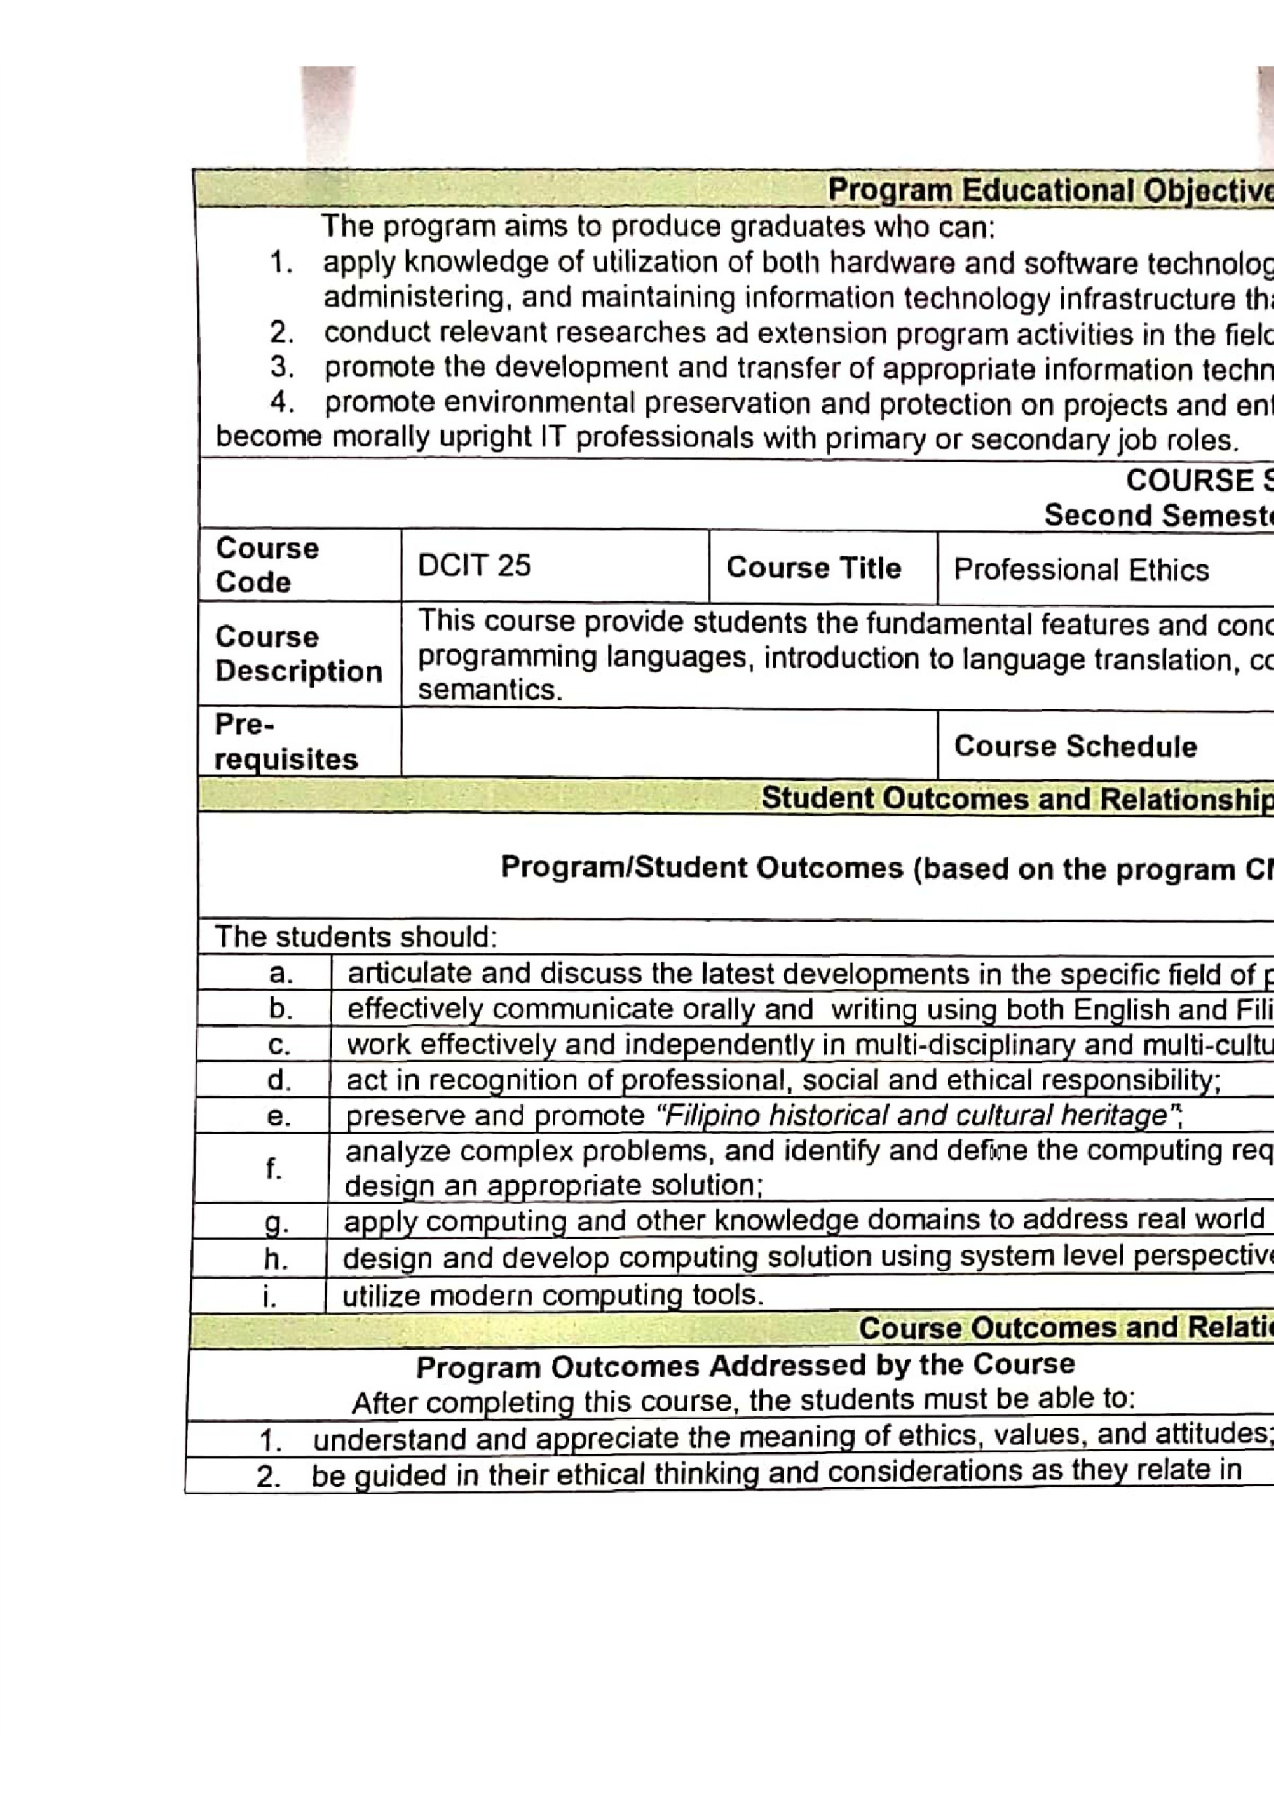 Program Educational Objective
The program aims to produce graduates who can:
1. apply knowledge of utilization of both hardware and software technolog
administering, and maintaining information technology infrastructure tha
2. conduct relevant researches ad extension program activities in the field
3. promote the development and transfer of appropriate information techn
4. promote environmental preservation and protection on projects and ent
become morally upright IT professionals with primary or secondary job roles.
COURSE S
Second Semeste
Course
Code
DCIT 25
Course Title
Professional Ethics
Course
Description
This course provide students the fundamental features and conc
programming languages, introduction to language translation, co
semantics.
Pre-
requisites
Course Schedule
Student Outcomes and Relationship
Program/Student Outcomes (based on the program CM
The students should:
a. articulate and discuss the latest developments in the specific field of p
b. effectively communicate orally and writing using both English and Fili
c. work effectively and independently in multi-disciplinary and multi-cultu
d. act in recognition of professional, social and ethical responsibility;
e. preserve and promote “Filipino historical and cultural heritage”;
f. analyze complex problems, and identify and define the computing req
design an appropriate solution;
g. apply computing and other knowledge domains to address real world
h. design and develop computing solution using system level perspective
i. utilize modern computing tools.
Course Outcomes and Relatio
Program Outcomes Addressed by the Course
After completing this course, the students must be able to:
1. understand and appreciate the meaning of ethics, values, and attitudes;
2. be guided in their ethical thinking and considerations as they relate in